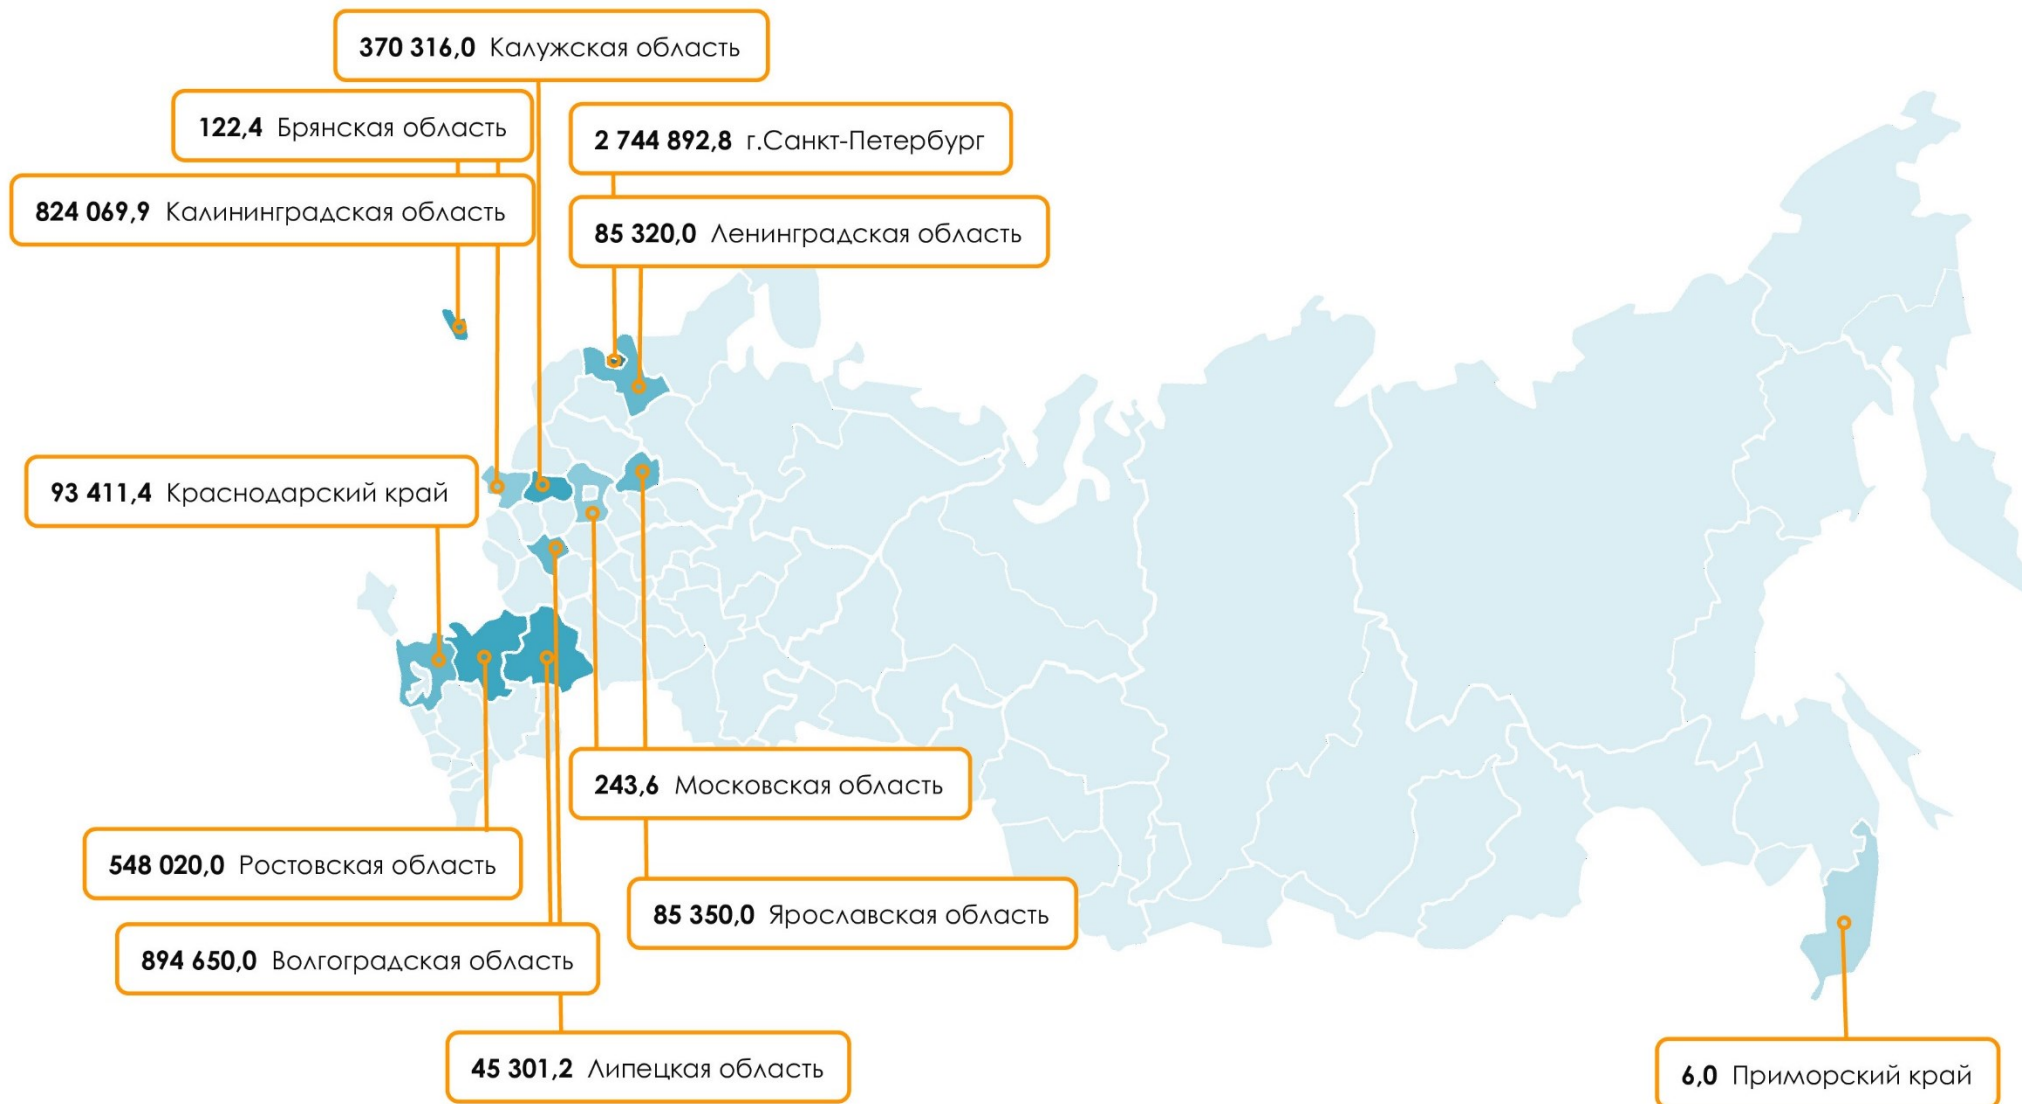 370 316,0 Калужская область
122,4 Брянская область
2 744 892,8 г.Санкт-Петербург
824 069,9 Калининградская область
85 320,0 Ленинградская область
93 411,4 Краснодарский край
243,6 Московская область
548 020,0 Ростовская область
85 350,0 Ярославская область
894 650,0 Волгоградская область
45 301,2 Липецкая область
6,0 Приморский край